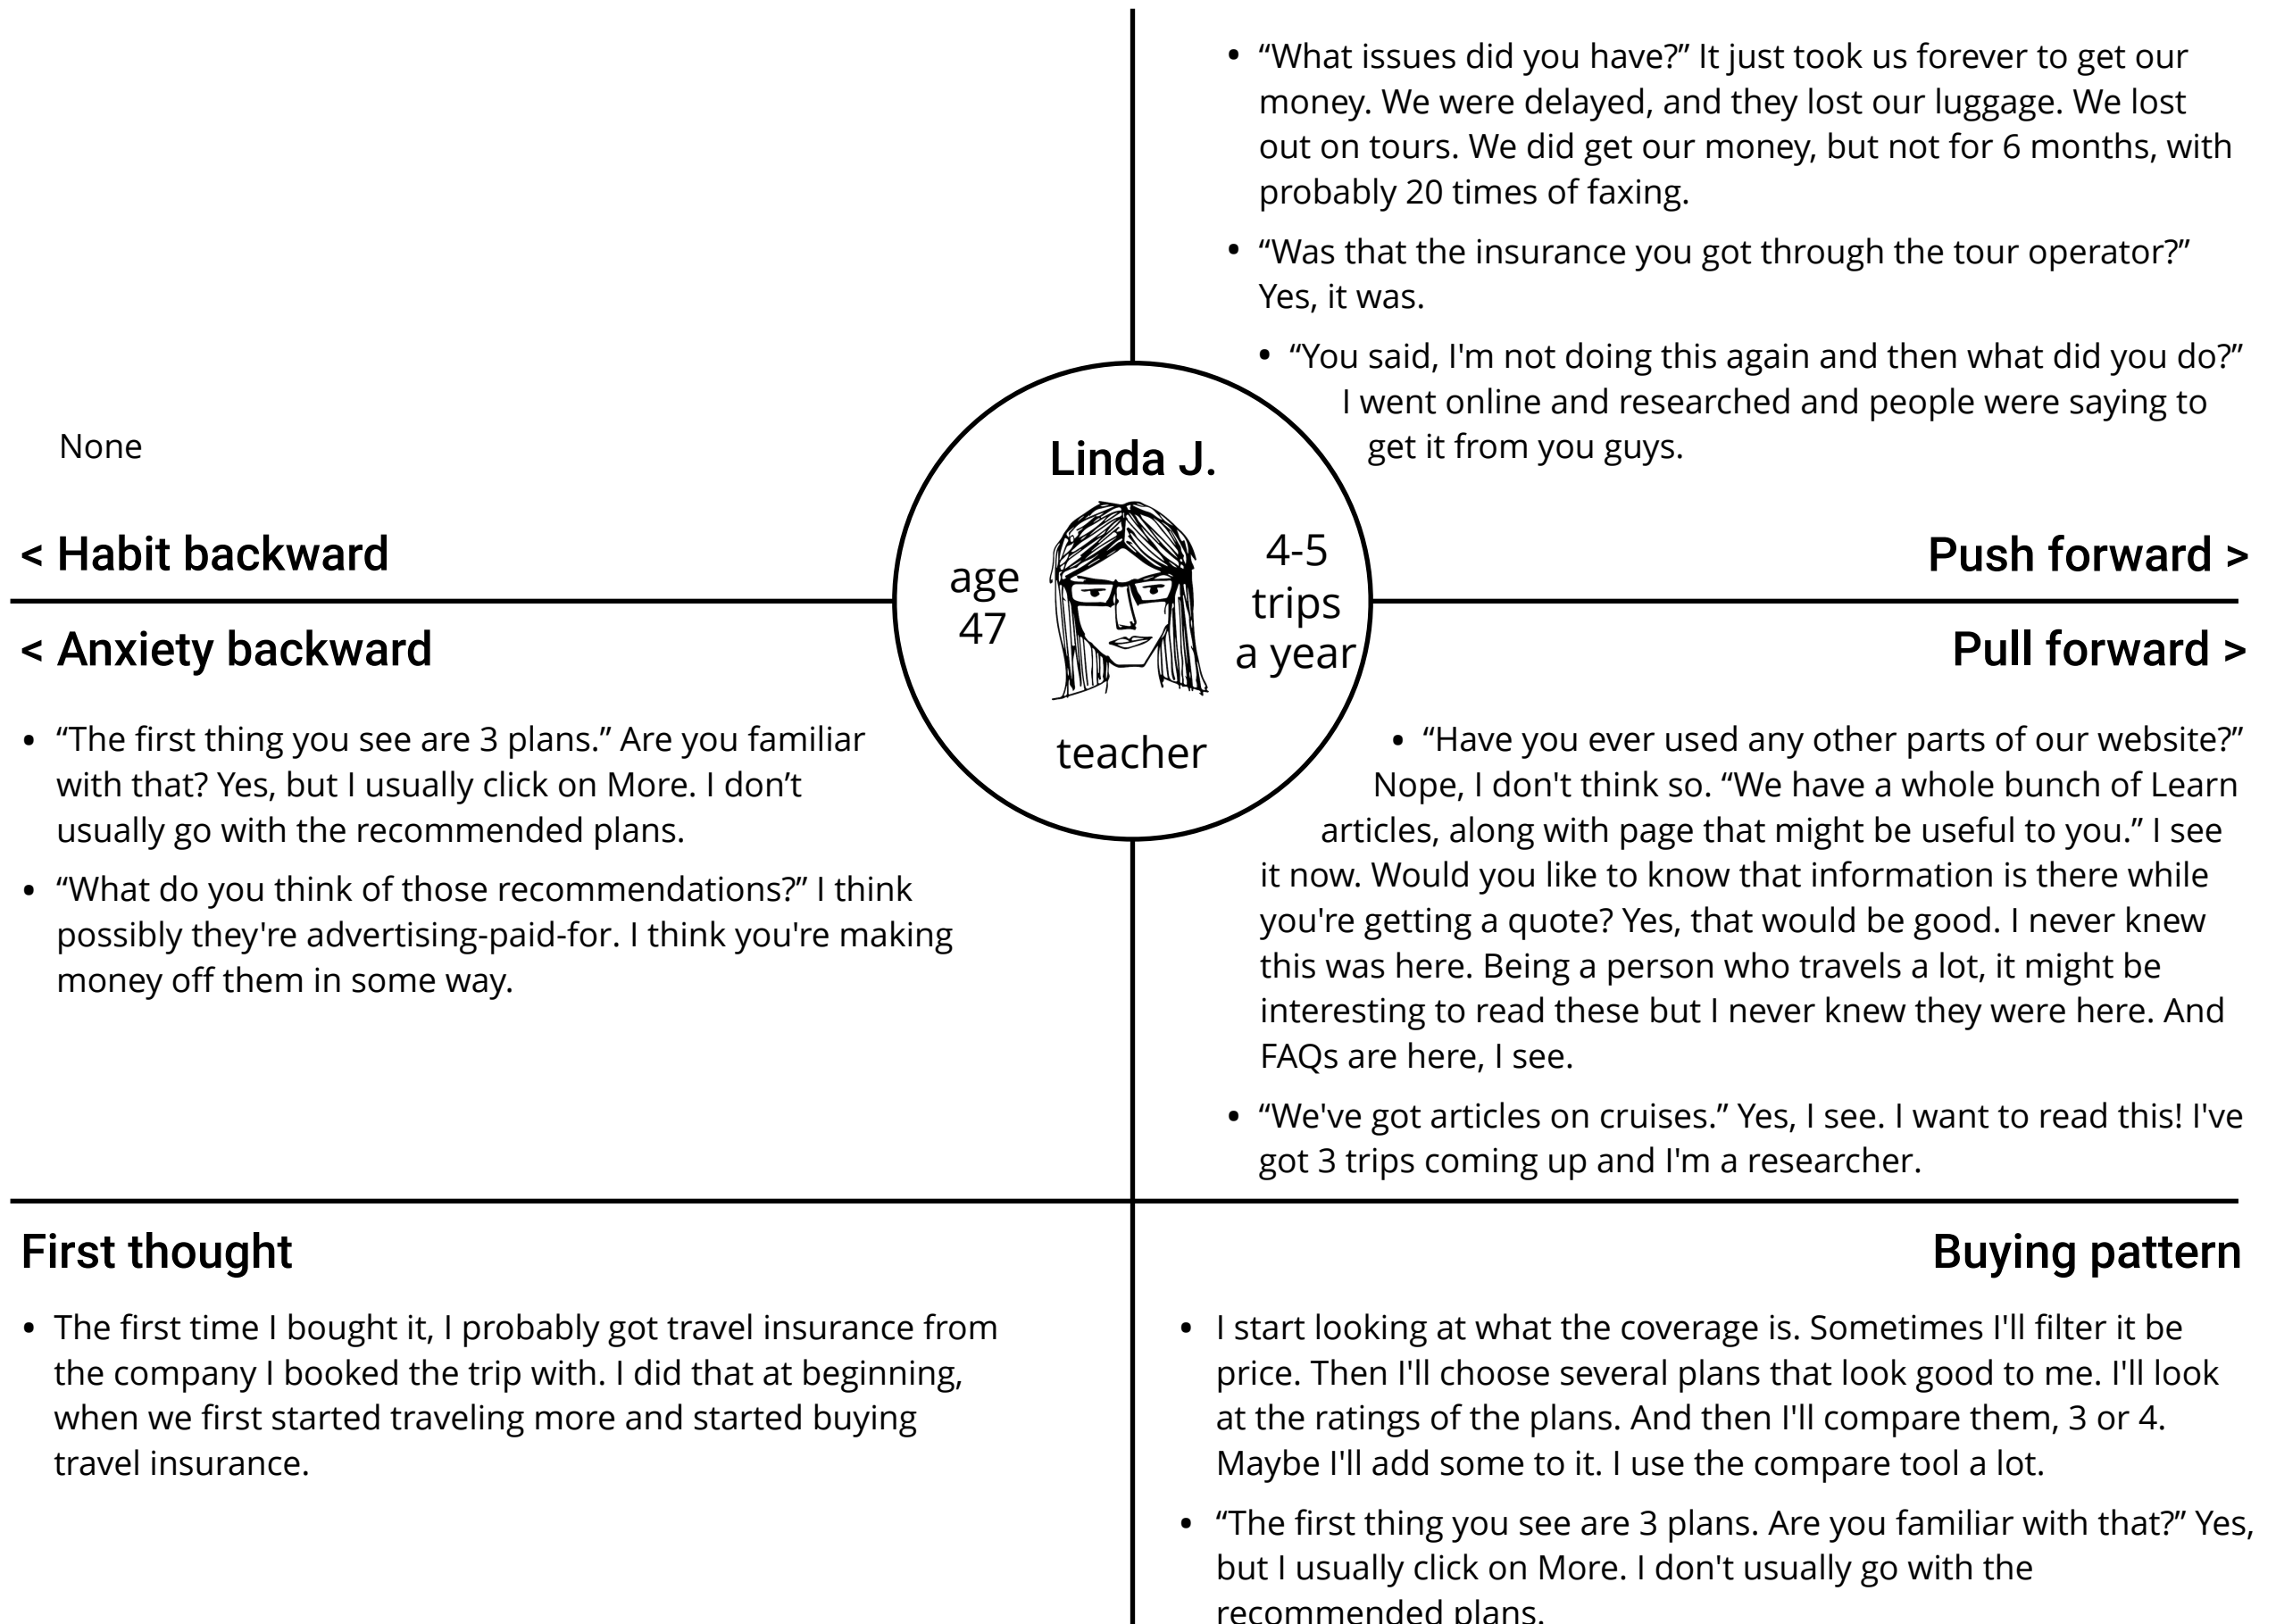 • “What issues did you have?” It just took us forever to get our
money. We were delayed, and they lost our luggage. We lost
out on tours. We did get our money, but not for 6 months, with
probably 20 times of faxing.
• “Was that the insurance you got through the tour operator?”
Yes, it was.
• “You said, I'm not doing this again and then what did you do?”
I went online and researched and people were saying to
get it from you guys.
None
< Habit backward
Push forward >
Linda J.
age
47
4-5
trips
a year
teacher
< Anxiety backward
• “The first thing you see are 3 plans.” Are you familiar
with that? Yes, but I usually click on More. I don’t
usually go with the recommended plans.
• “What do you think of those recommendations?” I think
possibly they're advertising-paid-for. I think you're making
money off them in some way.
Pull forward >
• “Have you ever used any other parts of our website?”
Nope, I don't think so. “We have a whole bunch of Learn
articles, along with page that might be useful to you.” I see
it now. Would you like to know that information is there while
you're getting a quote? Yes, that would be good. I never knew
this was here. Being a person who travels a lot, it might be
interesting to read these but I never knew they were here. And
FAQs are here, I see.
• “We've got articles on cruises.” Yes, I see. I want to read this! I've
got 3 trips coming up and I'm a researcher.
First thought
• The first time I bought it, I probably got travel insurance from
the company I booked the trip with. I did that at beginning,
when we first started traveling more and started buying
travel insurance.
Buying pattern
• I start looking at what the coverage is. Sometimes I'll filter it be
price. Then I'll choose several plans that look good to me. I'll look
at the ratings of the plans. And then I'll compare them, 3 or 4.
Maybe I'll add some to it. I use the compare tool a lot.
• “The first thing you see are 3 plans. Are you familiar with that?” Yes,
but I usually click on More. I don't usually go with the
recommended plans.